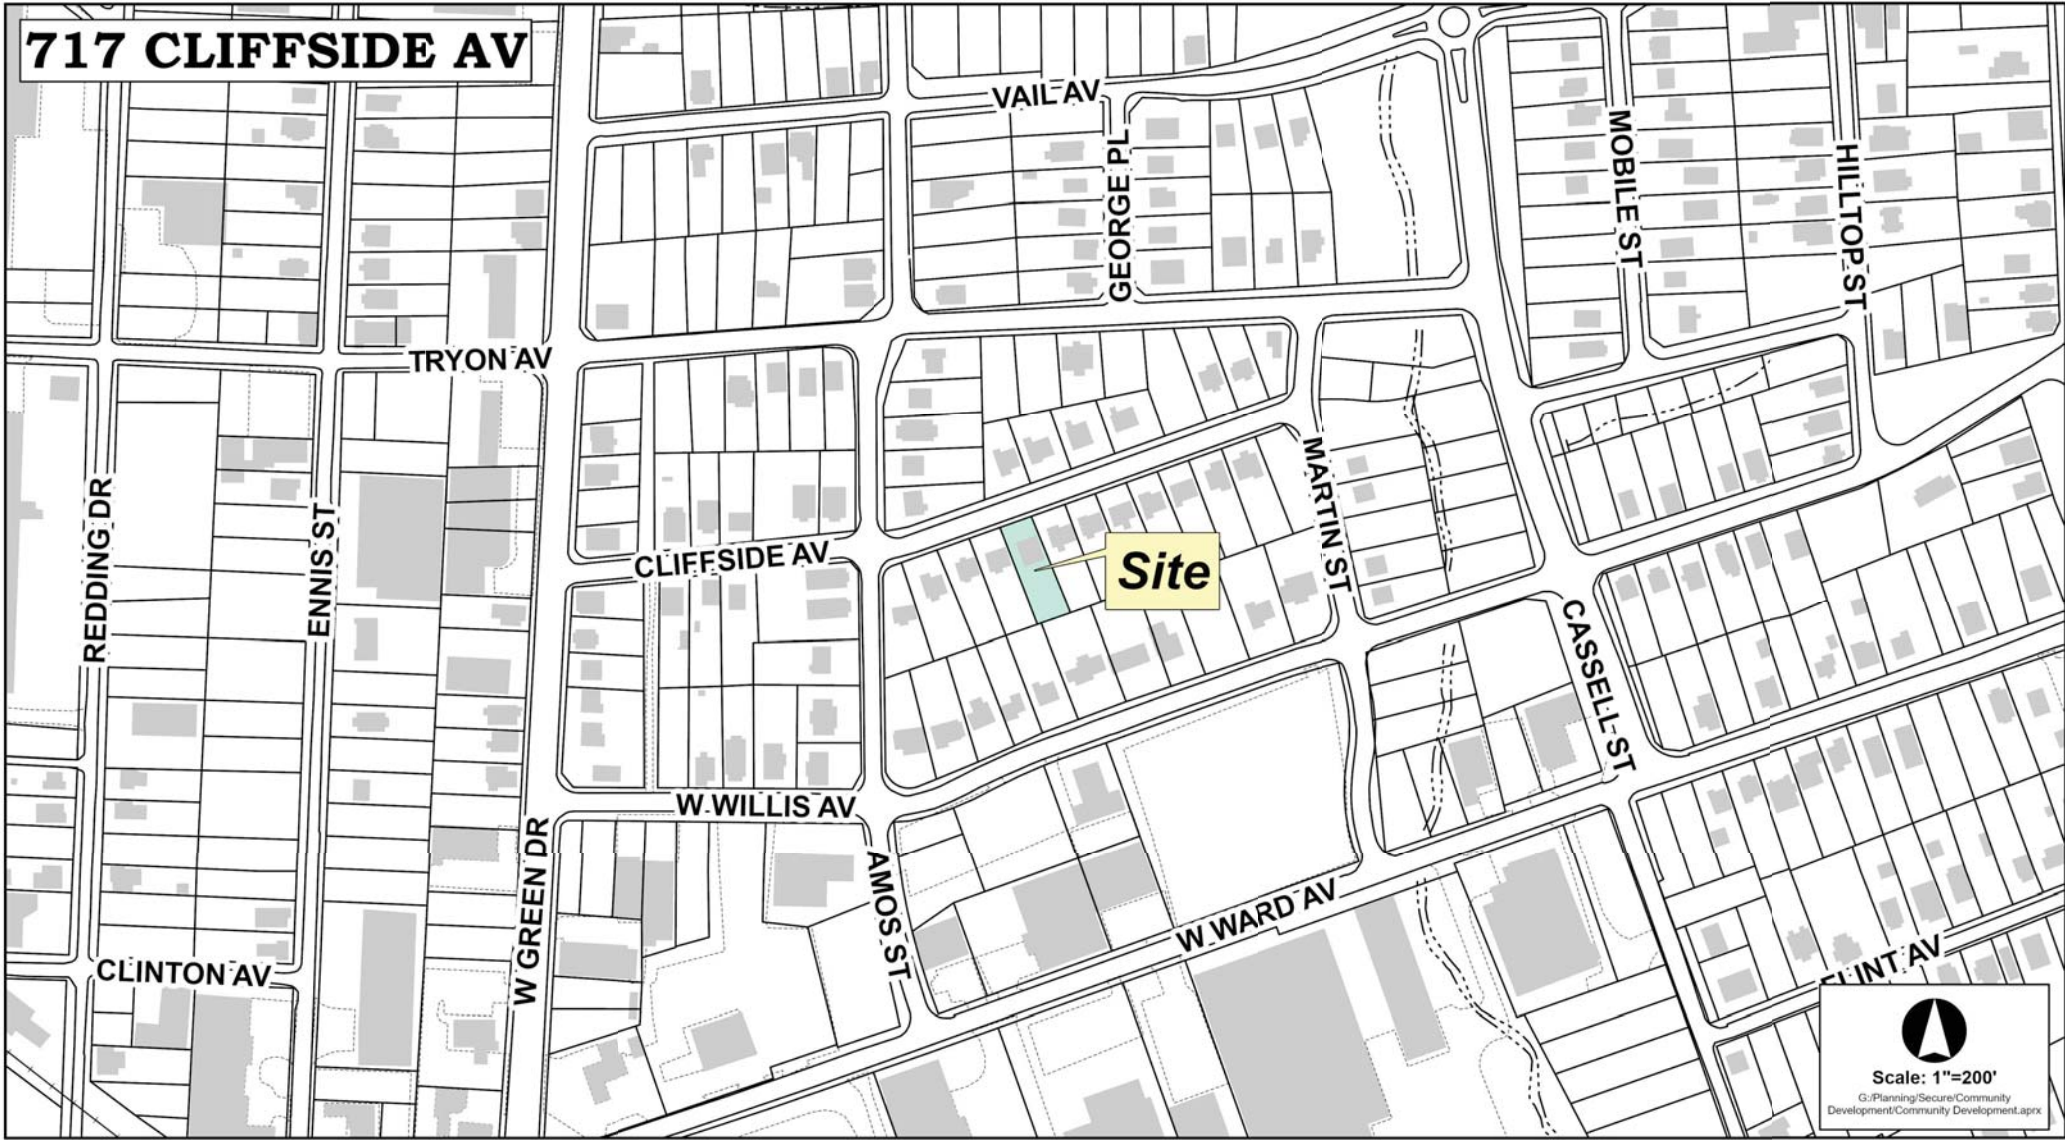 717 CLIFFSIDE AV
VAIL AV
MOBILE ST
GEORGE PL
HILLTOP ST
TRYON AV
MARTIN ST
REDDING DR
ENNIS ST
CLIFFSIDE AV
Site
CASSELL ST
W WILLIS AV
W GREEN DR
AMOS ST
W WARD AV
CLINTON AV
FLINT AV
Scale: 1"=200'
G:/Planning/Secure/Community
Development/Community Development.aprx